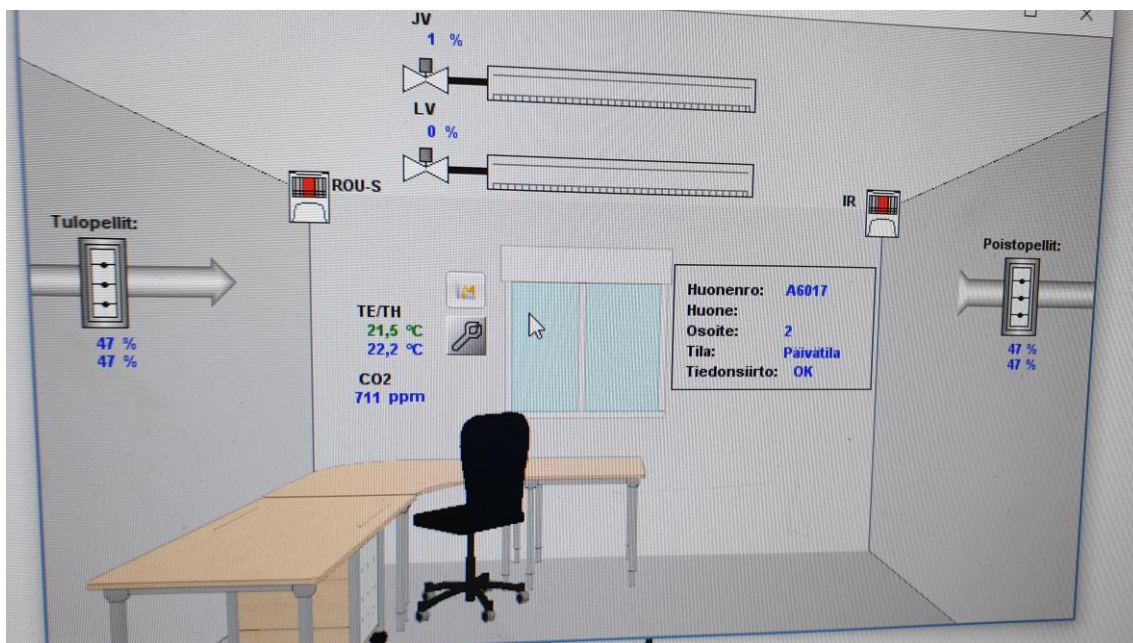 JV
1 %
LV
0 %
ROU-S
IR
Tulopellit:
47 %
47 %
TE/TH
21,5 °C
22,2 °C
CO2
711 ppm
Huonenro: A6017
Huone:
Osoite: 2
Tila: Päivätila
Tiedonsiirto: OK
Poistopellit:
47 %
47 %